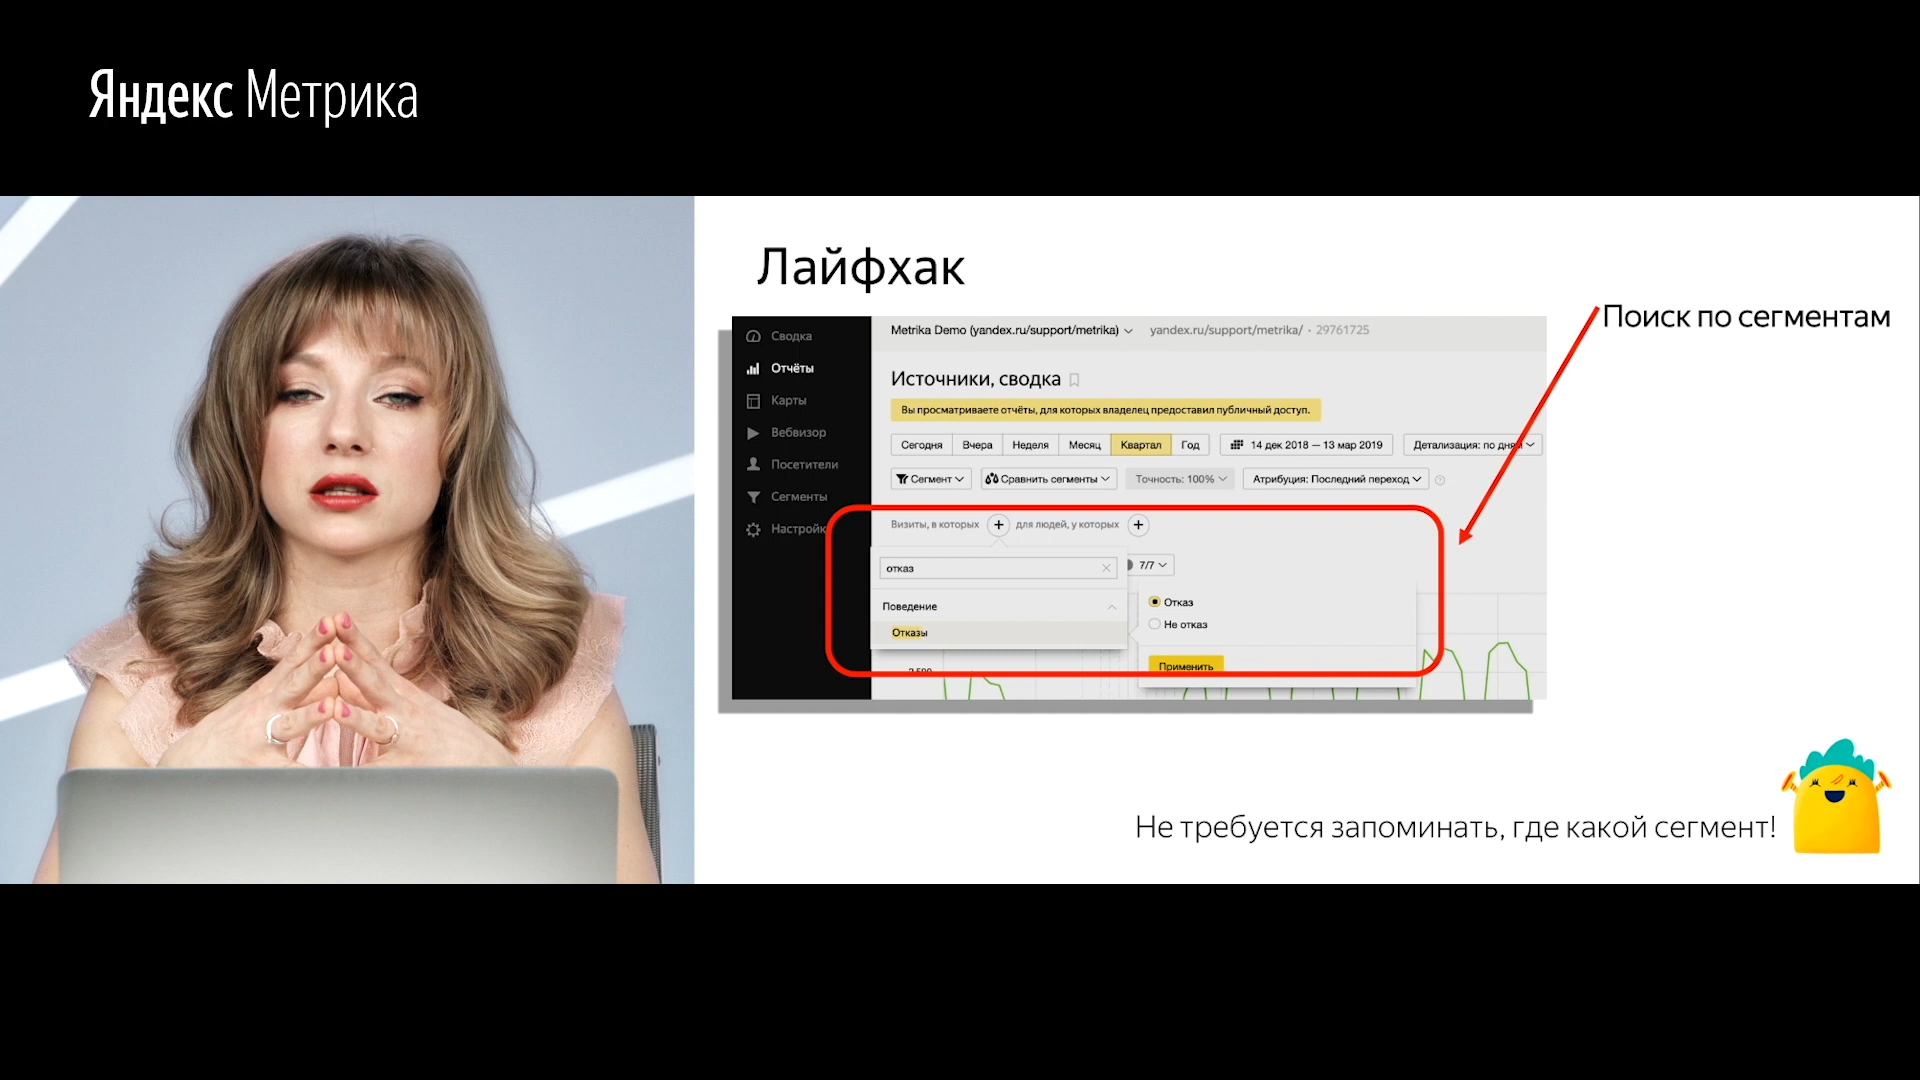 Яндекс Метрика
Лайфхак
Поиск по сегментам
Сводка
Отчёты
Карты
Вебвизор
Посетители
Сегменты
Настройк
Metrika Demo (yandex.ru/support/metrika) yandex.ru/support/metrika/ • 29761725
Источники, сводка
Вы просматриваете отчёты, для которых владелец предоставил публичный доступ.
Сегодня Вчера Неделя Месяц Квартал Год 14 дек 2018 — 13 мар 2019 Детализация: по дням
Сегмент Сравнить сегменты Точность: 100% Атрибуция: Последний переход
Визиты, в которых + для людей, у которых +
отказ
7/7
Поведение
Отказы
Отказ
Не отказ
Применить
Не требуется запоминать, где какой сегмент!